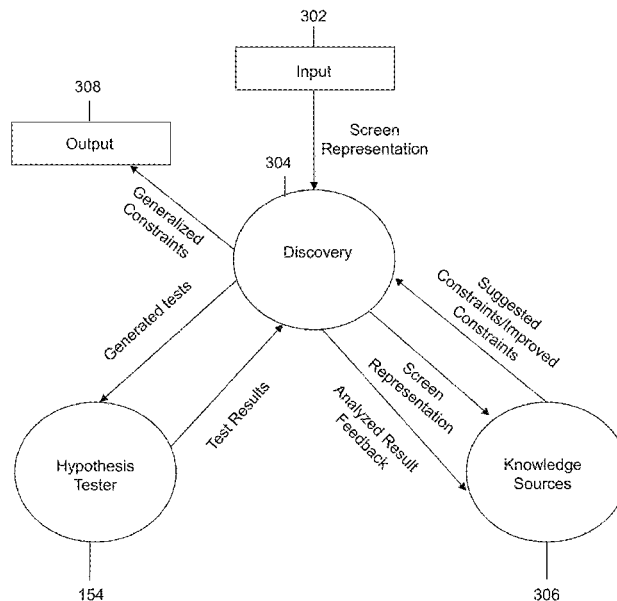 302
Input
308
Output
Screen
Representation
304
Generalized
Constraints
Discovery
Generated tests
Test Results
Suggested
Constraints/Improved
Constraints
Screen
Representation
Analyzed Result
Feedback
Hypothesis
Tester
Knowledge
Sources
154
306